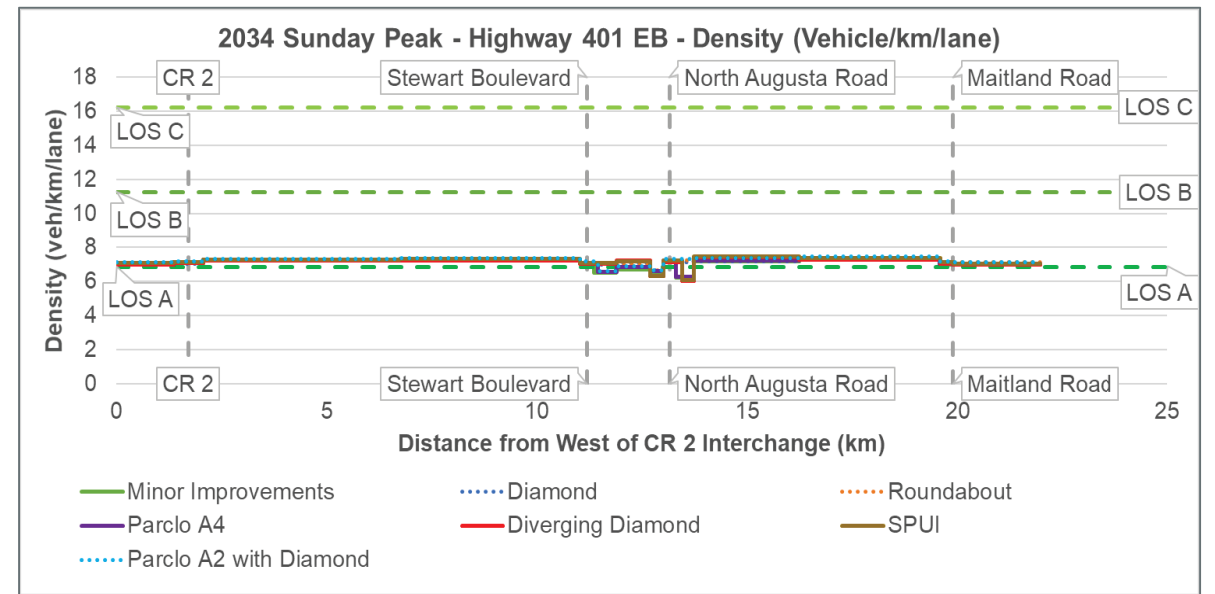 2034 Sunday Peak - Highway 401 EB - Density (Vehicle/km/lane)
18
CR 2
Stewart Boulevard
North Augusta Road
Maitland Road
16
LOS C
LOS C
14
12
LOS B
LOS B
10
8
6
LOS A
LOS A
4
2
0
CR 2
Stewart Boulevard
North Augusta Road
Maitland Road
Density (veh/km/lane)
0 5 10 15 20 25
Distance from West of CR 2 Interchange (km)
Minor Improvements Diamond Roundabout
Parclo A4 Diverging Diamond SPUI
Parclo A2 with Diamond